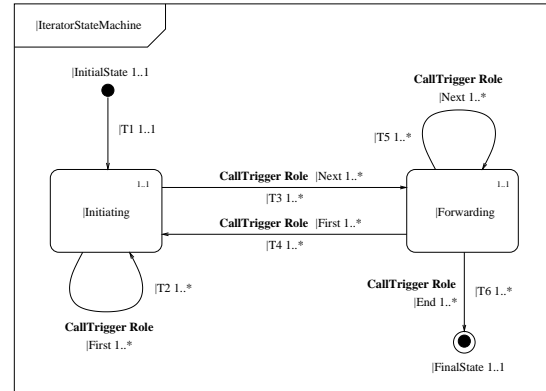 |IteratorStateMachine
|InitialState 1..1
|T1 1..1
CallTrigger Role
|Next 1..*
|T5 1..*
1..1
|Initiating
CallTrigger Role |Next 1..*
|T3 1..*
CallTrigger Role |First 1..*
|T4 1..*
1..1
|Forwarding
|T2 1..*
CallTrigger Role
|First 1..*
CallTrigger Role
|End 1..*
|T6 1..*
|FinalState 1..1